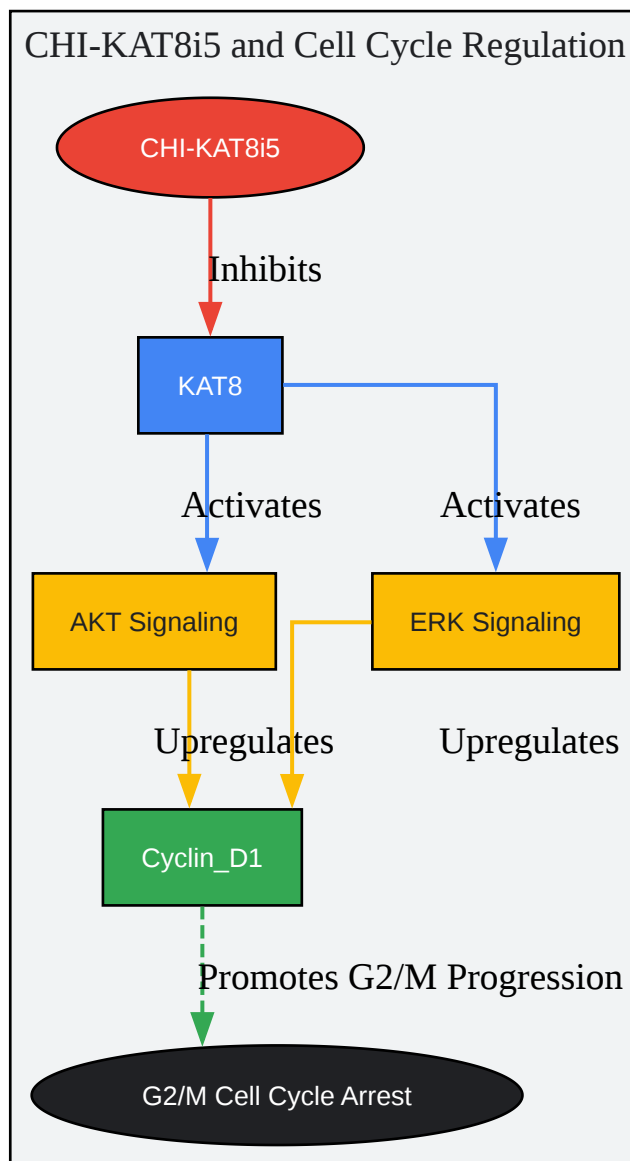 CHI-KAT8i5 and Cell Cycle Regulation
CHI-KAT8i5
Inhibits
KAT8
Activates
Activates
AKT Signaling
ERK Signaling
Upregulates
Upregulates
Cyclin_D1
Promotes G2/M Progression
G2/M Cell Cycle Arrest